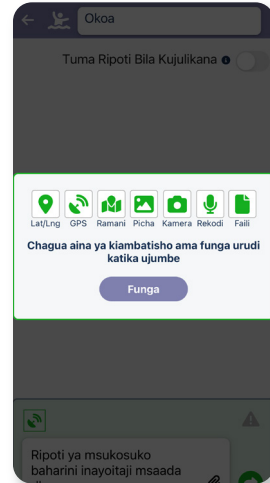 Okoa
Tuma Ripoti Bila Kujulikana
Lat/Lng GPS Ramani Picha Kamera Rekodi Faili
Chagua aina ya kiambatisho ama funga urudi
katika ujumbe
Funga
Ripoti ya msukosuko
baharini inayoitaji msaada